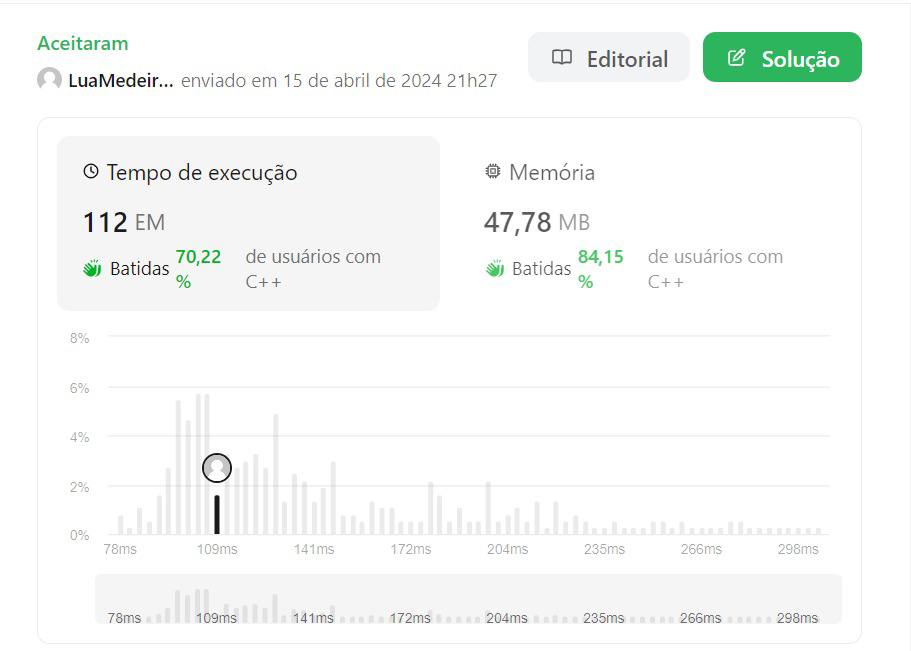 Aceitaram
LuaMedeir... enviado em 15 de abril de 2024 21h27
Editorial
Solução
Tempo de execução
112 EM
Batidas 70,22 % de usuários com C++
Memória
47,78 MB
Batidas 84,15 % de usuários com C++
8%
6%
4%
2%
0%
78ms 109ms 141ms 172ms 204ms 235ms 266ms 298ms
78ms 109ms 141ms 172ms 204ms 235ms 266ms 298ms